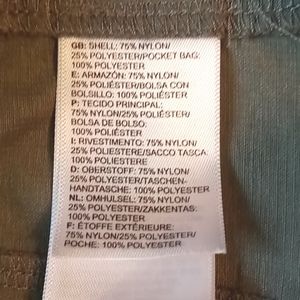 GB: SHELL: 75% NYLON/
25% POLYESTER/POCKET BAG:
100% POLYESTER
E: ARMAZÓN: 75% NYLON/
25% POLIÉSTER/BOLSA CON
BOLSILLO: 100% POLIÉSTER
P: TECIDO PRINCIPAL:
75% NYLON/25% POLIÉSTER/
BOLSA DE BOLSO:
100% POLIÉSTER
I: RIVESTIMENTO: 75% NYLON/
25% POLIESTERE/SACCO TASCA:
100% POLIESTERE
D: OBERSTOFF: 75% NYLON/
25% POLYESTER/TASCHEN-
HANDTASCHE: 100% POLYESTER
NL: OMHULSEL: 75% NYLON/
25% POLYESTER/ZAKKENTAS:
100% POLYESTER
F: ÉTOFFE EXTÉRIEURE:
75% NYLON/25% POLYESTER/
POCHE: 100% POLYESTER